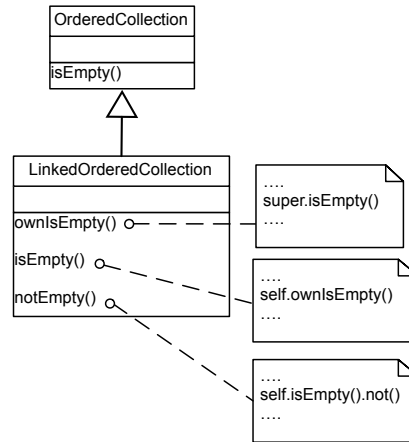 OrderedCollection
isEmpty()
LinkedOrderedCollection
ownIsEmpty()
isEmpty()
notEmpty()
....
super.isEmpty()
....
....
self.ownIsEmpty()
....
....
self.isEmpty().not()
....